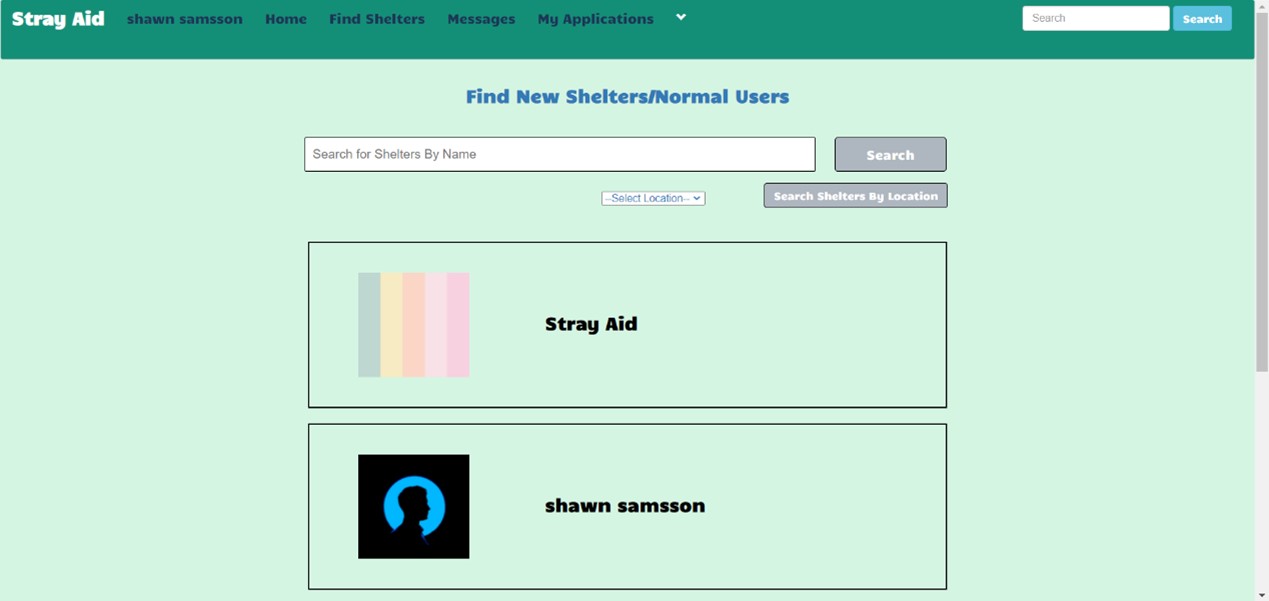 Stray Aid shawn samsson Home Find Shelters Messages My Applications Search Search
Find New Shelters/Normal Users
Search for Shelters By Name Search
--Select Location-- Search Shelters By Location
Stray Aid
shawn samsson